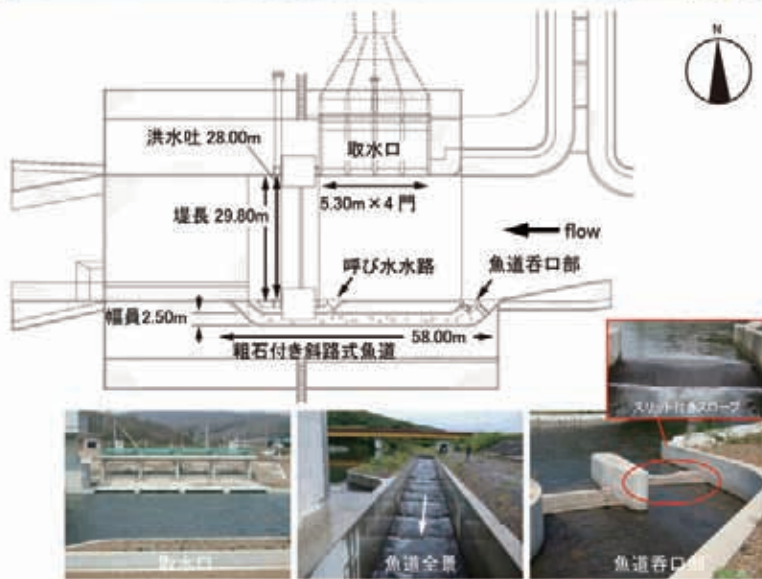 N
洪水吐 28.00m
取水口
堤長 29.80m
5.30m×4 門
flow
呼び水水路
魚道呑口部
幅員2.50m
58.00m
粗石付き斜路式魚道
スリット付きスロープ
取水口
魚道全景
魚道呑口部